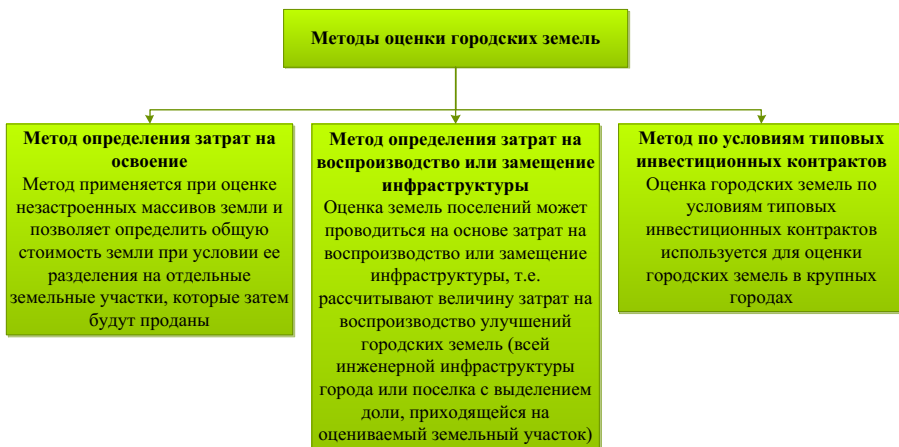 Методы оценки городских земель
Метод определения затрат на
освоение
Метод применяется при оценке
незастроенных массивов земли и
позволяет определить общую
стоимость земли при условии ее
разделения на отдельные
земельные участки, которые затем
будут проданы
Метод определения затрат на
воспроизводство или замещение
инфраструктуры
Оценка земель поселений может
проводиться на основе затрат на
воспроизводство или замещение
инфраструктуры, т.е.
рассчитывают величину затрат на
воспроизводство улучшений
городских земель (всей
инженерной инфраструктуры
города или поселка с выделением
доли, приходящейся на
оцениваемый земельный участок)
Метод по условиям типовых
инвестиционных контрактов
Оценка городских земель по
условиям типовых
инвестиционных контрактов
используется для оценки
городских земель в крупных
городах